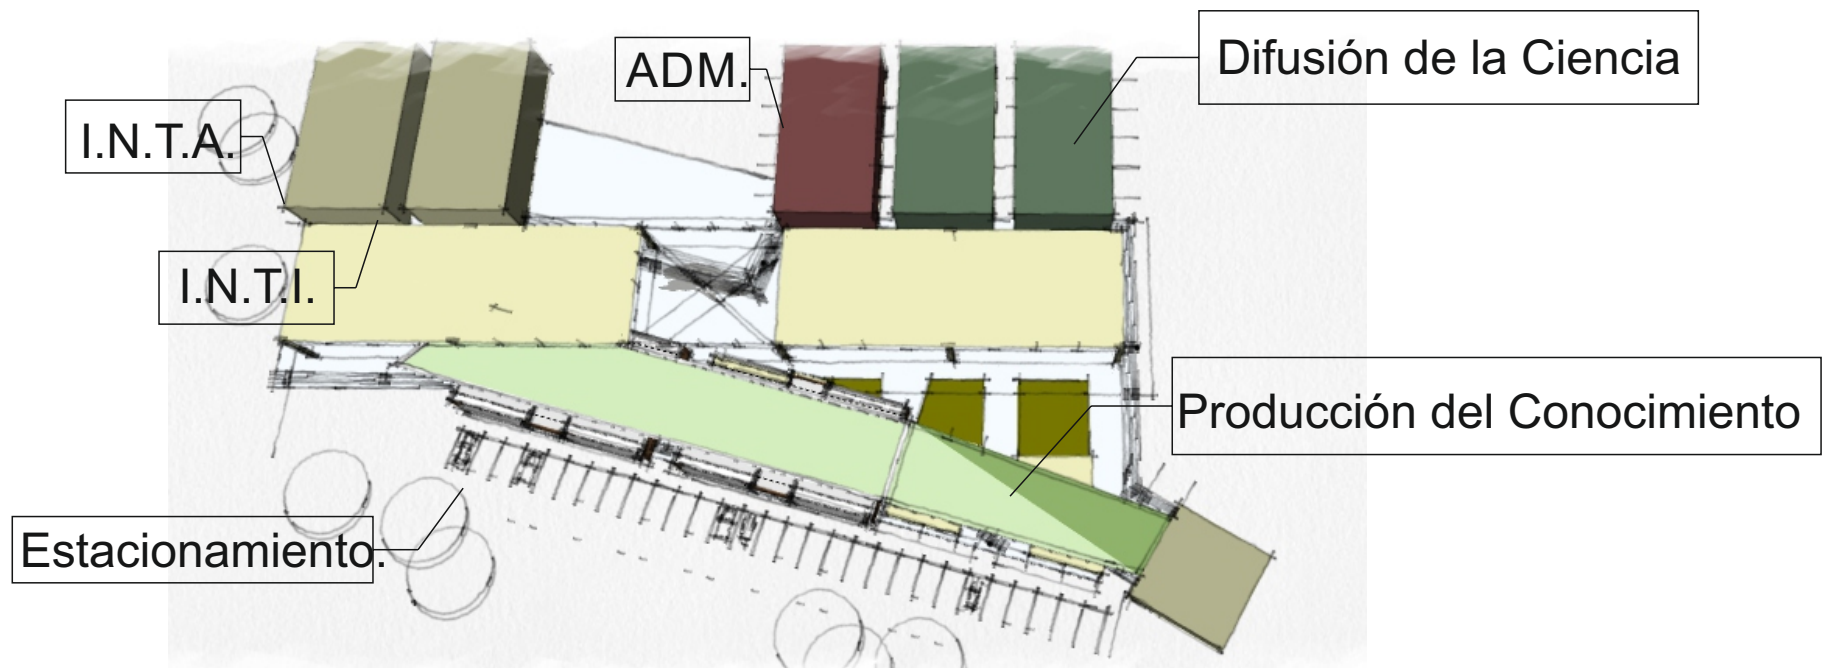 ADM.
Difusión de la Ciencia
I.N.T.A.
I.N.T.I.
Producción del Conocimiento
Estacionamiento.